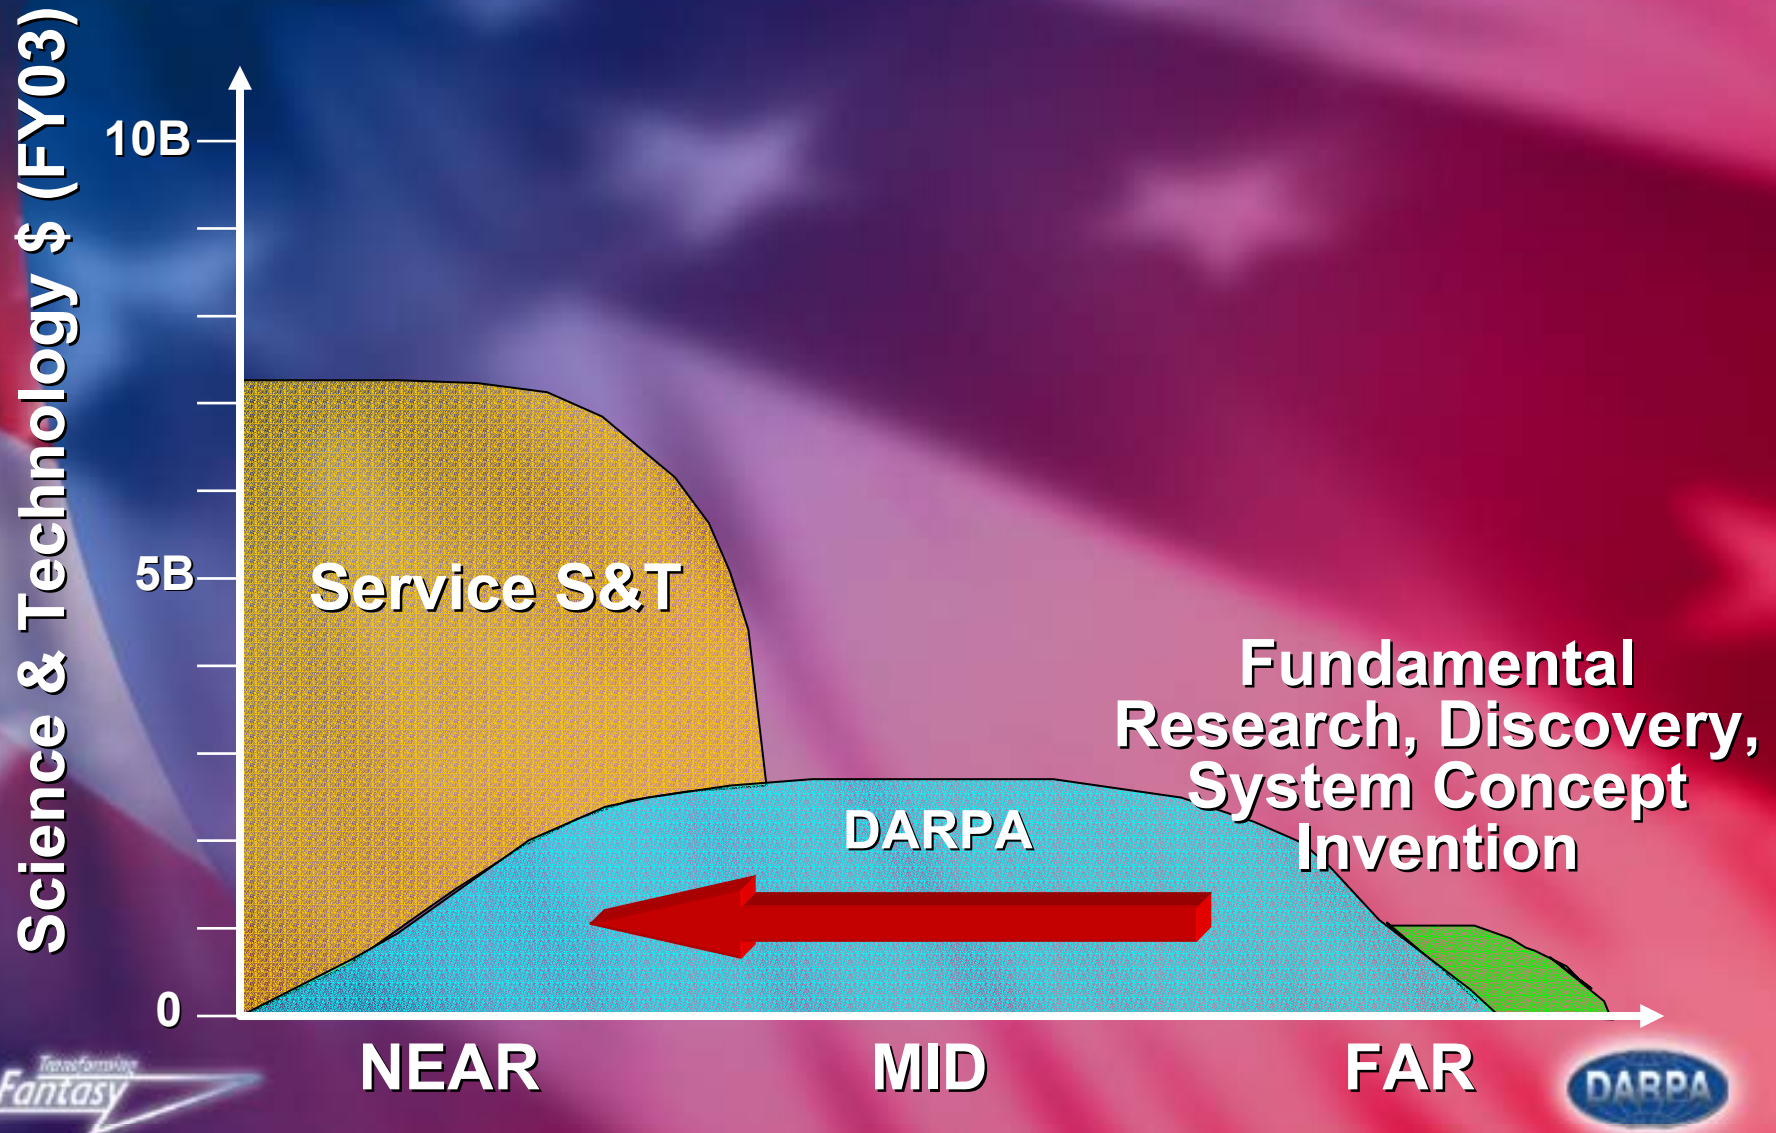 Science & Technology $ (FY03)
10B
5B
0
Service S&T
DARPA
Fundamental
Research, Discovery,
System Concept
Invention
NEAR
MID
FAR
Transforming
Fantasy
DARPA